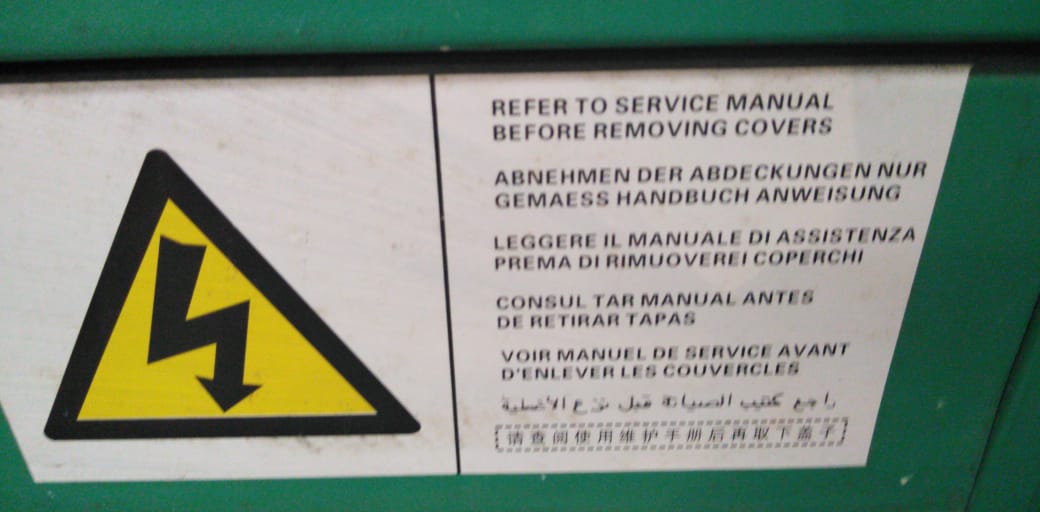 REFER TO SERVICE MANUAL
BEFORE REMOVING COVERS
ABNEHMEN DER ABDECKUNGEN NUR
GEMAESS HANDBUCH ANWEISUNG
LEGGERE IL MANUALE DI ASSISTENZA
PREMA DI RIMUOVEREI COPERCHI
CONSUL TAR MANUAL ANTES
DE RETIRAR TAPAS
VOIR MANUEL DE SERVICE AVANT
D'ENLEVER LES COUVERCLES
راجع كتيب الصيانة قبل نزع الأغطية
请查阅使用维护手册后再取下盖子